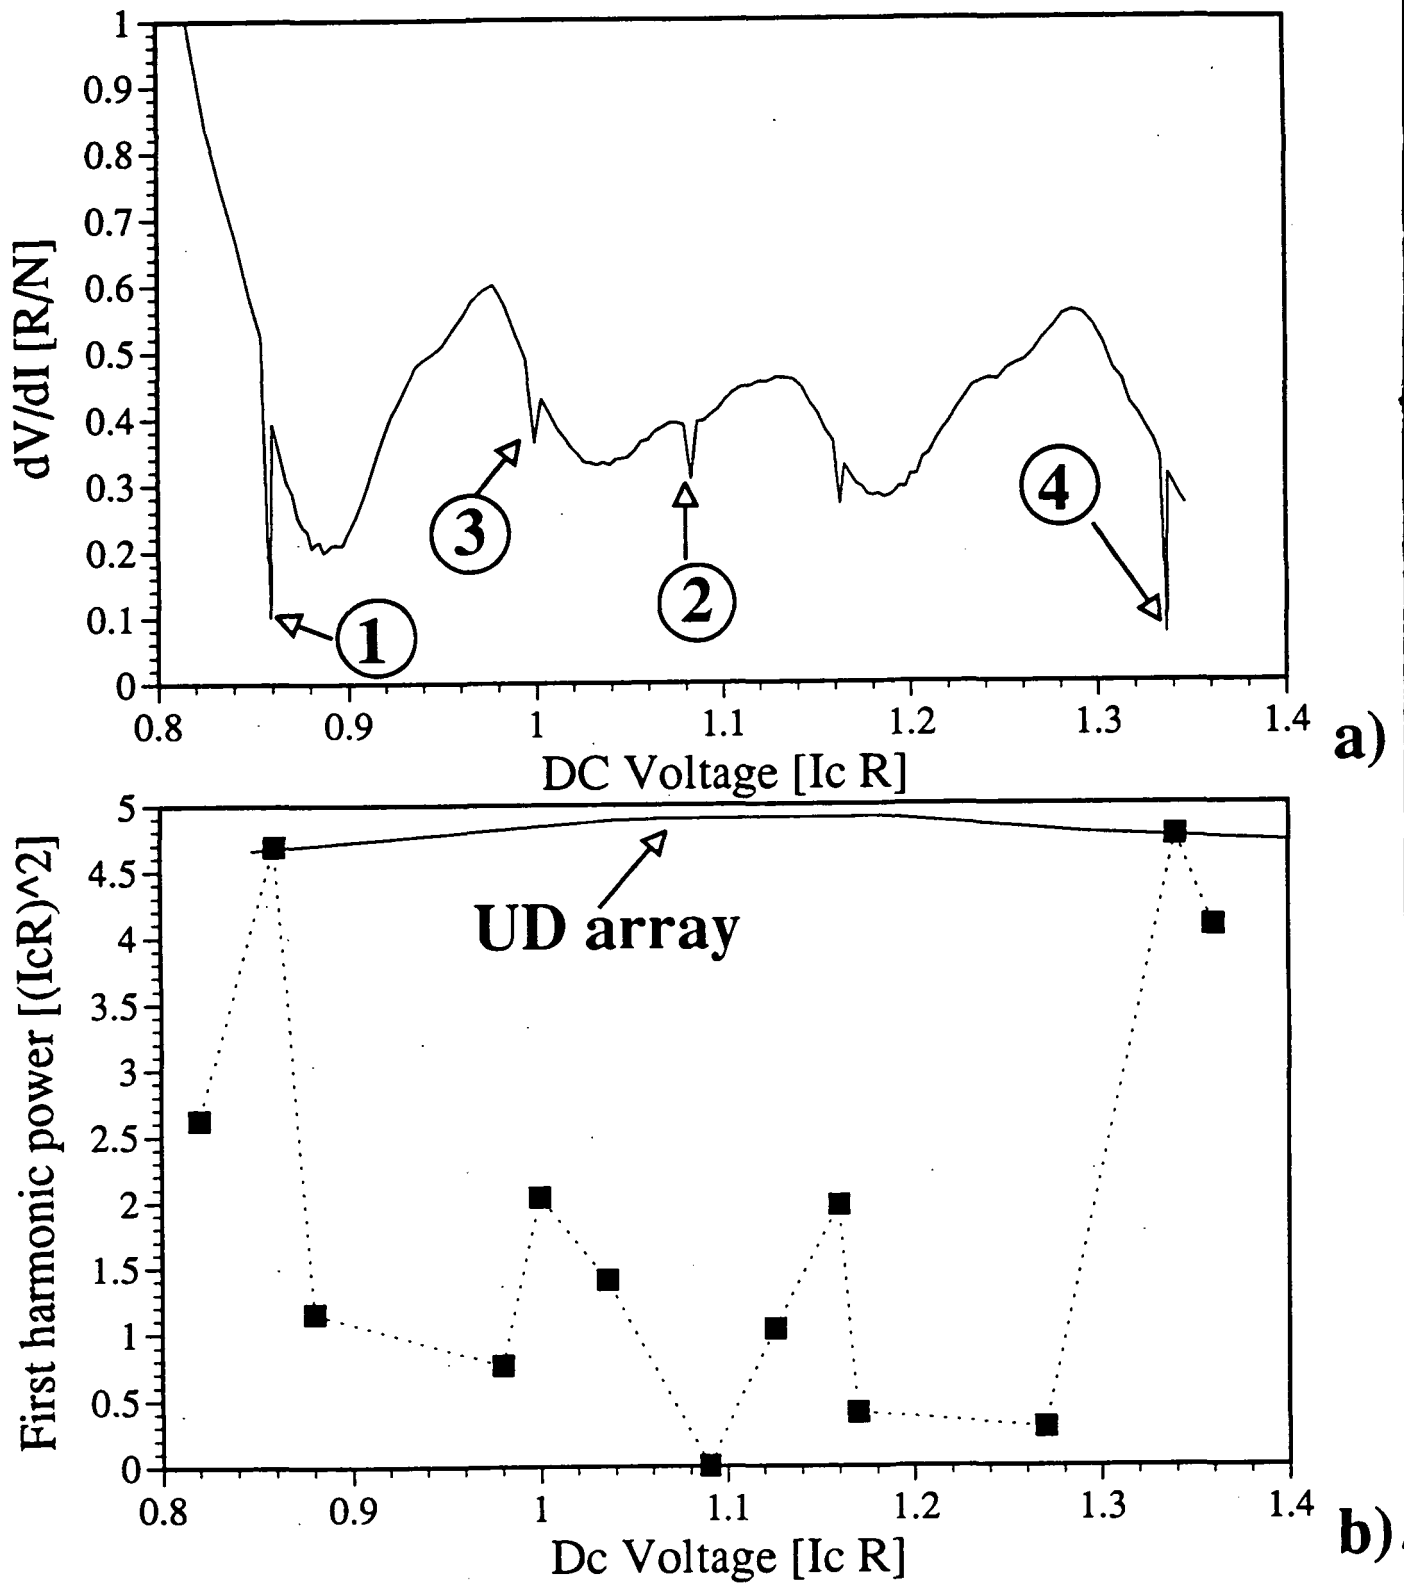 1
0.9
0.8
0.7
0.6
0.5
0.4
0.3
0.2
0.1
0
dV/dI [R/N]
3
2
4
1
0.8 0.9 1 1.1 1.2 1.3 1.4
DC Voltage [Ic R]
a)
5
4.5
4
3.5
3
2.5
2
1.5
1
0.5
0
First harmonic power [(IcR)^2]
UD array
0.8 0.9 1 1.1 1.2 1.3 1.4
Dc Voltage [Ic R]
b)